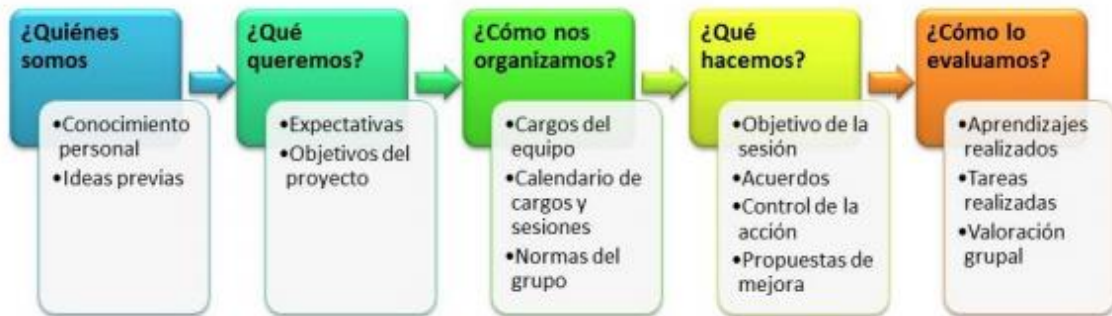 ¿Quiénes
somos
•Conocimiento
personal
•Ideas previas
¿Qué
queremos?
•Expectativas
•Objetivos del
proyecto
¿Cómo nos
organizamos?
•Cargos del
equipo
•Calendario de
cargos y
sesiones
•Normas del
grupo
¿Qué
hacemos?
•Objetivo de la
sesión
•Acuerdos
•Control de la
acción
•Propuestas de
mejora
¿Cómo lo
evaluamos?
•Aprendizajes
realizados
•Tareas
realizadas
•Valoración
grupal